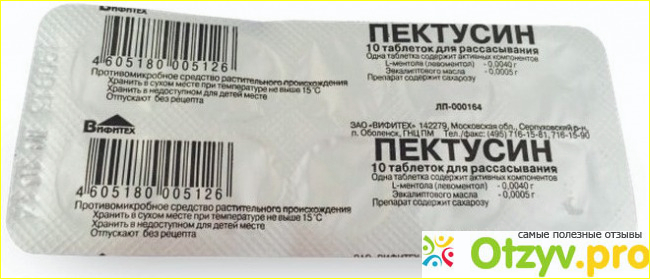 Вифитех
4 605180 005126
Противомикробное средство растительного происхождения
Хранить в сухом месте при температуре не выше 15°С
Хранить в недоступном для детей месте
Отпускают без рецепта
ПЕКТУСИН
10 таблеток для рассасывания
Одна таблетка содержит активных компонентов
L-ментола (левоментол) - 0,0040 г
Эвкалиптового масла - 0,0005 г
Препарат содержит сахарозу
ЛП-000164
ЗАО «ВИФИТЕХ» 142279, Московская обл., Серпуховский р-н,
п. Оболенск, ГНЦ ПМ Тел./факс: (495) 716-15-81, 716-15-90
Вифитех
4 605180 005126
Противомикробное средство растительного происхождения
Хранить в сухом месте при температуре не выше 15°С
Хранить в недоступном для детей месте
Отпускают без рецепта
ПЕКТУСИН
10 таблеток для рассасывания
Одна таблетка содержит активных компонентов
L-ментола (левоментол) - 0,0040 г
Эвкалиптового масла - 0,0005 г
Препарат содержит сахарозу
самые полезные отзывы
Otzyv.pro